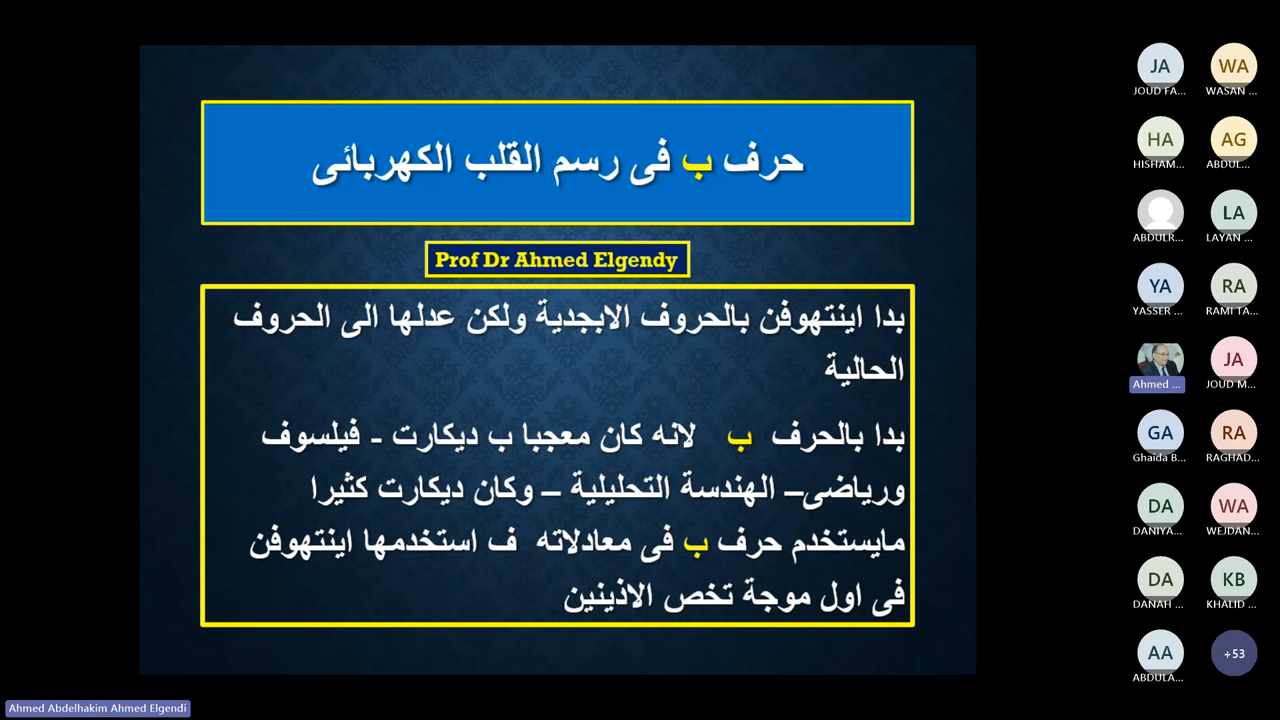 حرف ب فى رسم القلب الكهربائى
Prof Dr Ahmed Elgendy
بدا اينتهوفن بالحروف الابجدية ولكن عدلها الى الحروف
الحالية
بدا بالحرف ب لانه كان معجبا ب ديكارت - فيلسوف
ورياضى– الهندسة التحليلية – وكان ديكارت كثيرا
مايستخدم حرف ب فى معادلاته ف استخدمها اينتهوفن
فى اول موجة تخص الاذينين
JA
WA
JOUD FA...
WASAN ...
HA
AG
HISHAM...
ABDUL...
LA
ABDULR...
LAYAN ...
YA
RA
YASSER ...
RAMI TA...
JA
Ahmed ...
JOUD M...
GA
RA
Ghaida B...
RAGHAD...
DA
WA
DANIYA...
WEJDAN...
DA
KB
DANAH ...
KHALID ...
AA
+53
ABDULA...
Ahmed Abdelhakim Ahmed Elgendi